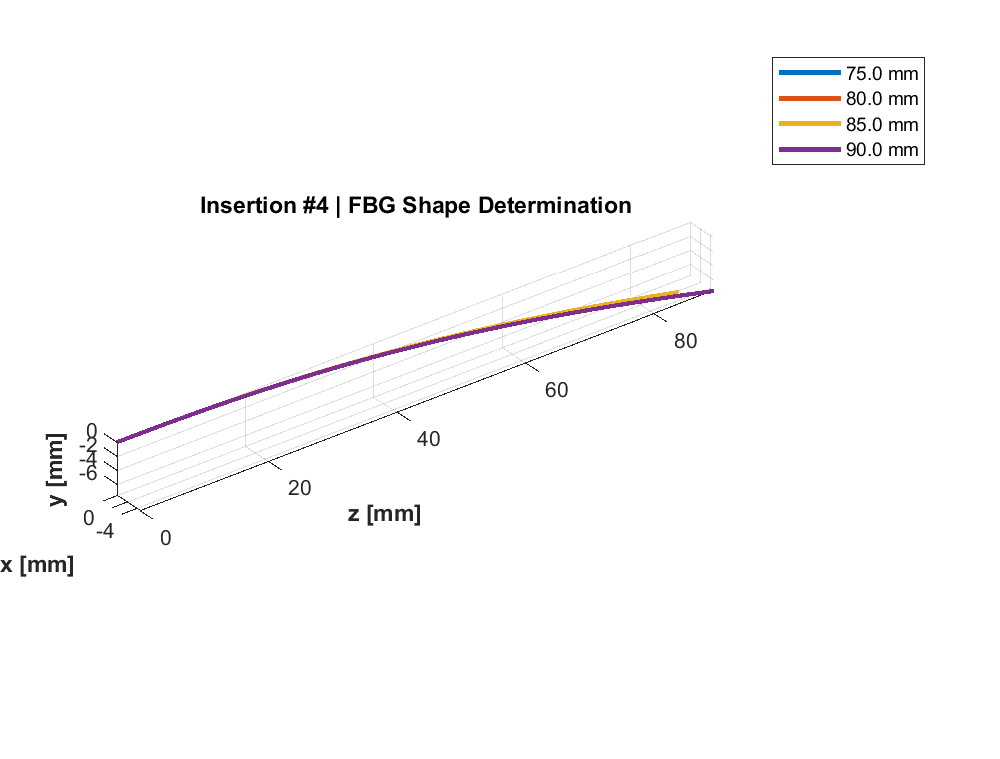 75.0 mm
80.0 mm
85.0 mm
90.0 mm
Insertion #4 | FBG Shape Determination
80
60
40
20
0
z [mm]
0
-2
-4
-6
y [mm]
0
-4
x [mm]